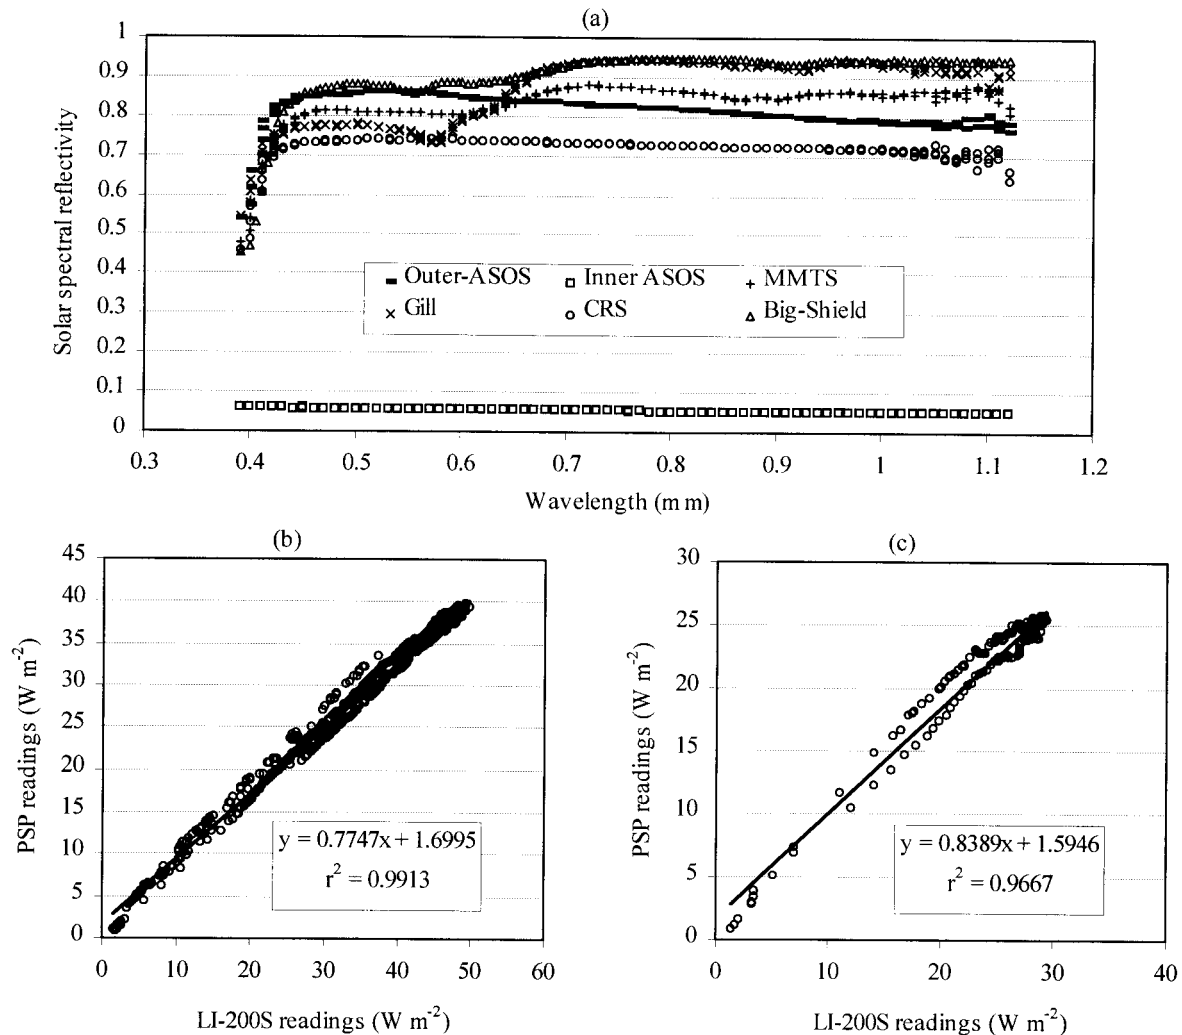 (a)
Solar spectral reflectivity
1
0.9
0.8
0.7
0.6
0.5
0.4
0.3
0.2
0.1
0
Outer-ASOS Inner ASOS MMTS
Gill CRS Big-Shield
0.3 0.4 0.5 0.6 0.7 0.8 0.9 1 1.1 1.2
Wavelength (mm)
(b)
PSP readings (W m-2)
45
40
35
30
25
20
15
10
5
0
y = 0.7747x + 1.6995
r2 = 0.9913
0 10 20 30 40 50 60
LI-200S readings (W m-2)
(c)
PSP readings (W m-2)
30
25
20
15
10
5
0
y = 0.8389x + 1.5946
r2 = 0.9667
0 10 20 30 40
LI-200S readings (W m-2)